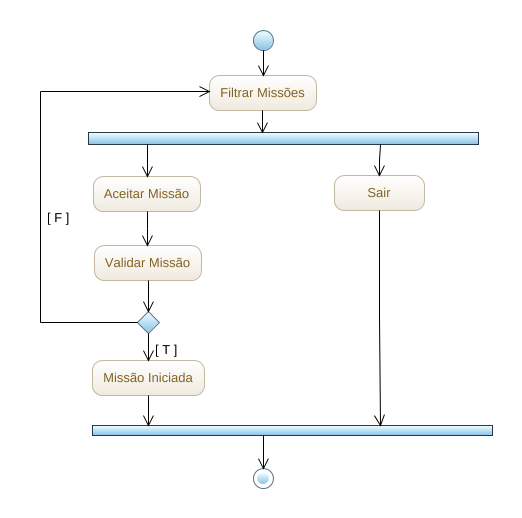 Filtrar Missões
Aceitar Missão
Sair
[ F ]
Validar Missão
[ T ]
Missão Iniciada